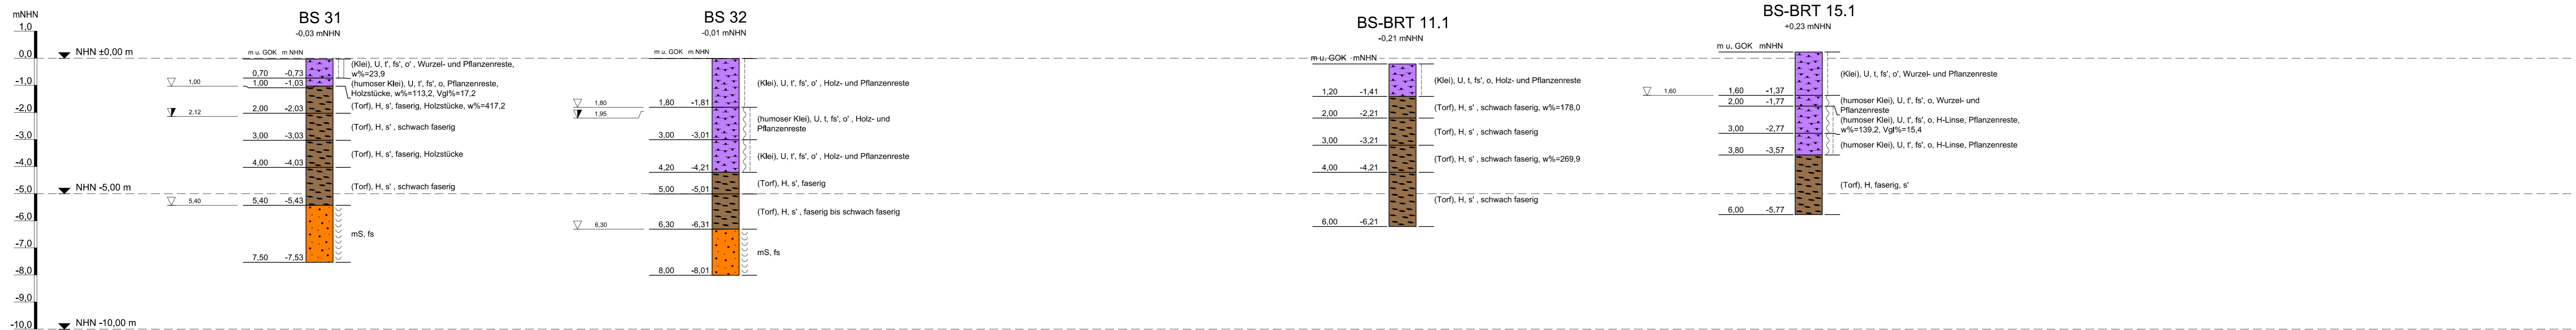 mNHN
1,0
0,0
-1,0
-2,0
-3,0
-4,0
-5,0
-6,0
-7,0
-8,0
-9,0
-10,0
NHN ±0,00 m
NHN -5,00 m
NHN -10,00 m
BS 31
-0,03 mNHN
m u. GOK m NHN
0,70 -0,73
1,00 -1,03
2,00 -2,03
3,00 -3,03
4,00 -4,03
5,40 -5,43
7,50 -7,53
1,00
2,12
5,40
(Klei), U, t', fs', o' , Wurzel- und Pflanzenreste,
w%=23,9
(humoser Klei), U, t', fs', o, Pflanzenreste,
Holzstücke, w%=113,2, Vgl%=17,2
(Torf), H, s', faserig, Holzstücke, w%=417,2
(Torf), H, s' , schwach faserig
(Torf), H, s', faserig, Holzstücke
(Torf), H, s' , schwach faserig
mS, fs
BS 32
-0,01 mNHN
m u. GOK m NHN
1,80 -1,81
3,00 -3,01
4,20 -4,21
5,00 -5,01
6,30 -6,31
8,00 -8,01
1,80
1,95
6,30
(Klei), U, t', fs', o' , Holz- und Pflanzenreste
(humoser Klei), U, t, fs', o' , Holz- und
Pflanzenreste
(Klei), U, t', fs', o' , Holz- und Pflanzenreste
(Torf), H, s', faserig
(Torf), H, s' , faserig bis schwach faserig
mS, fs
BS-BRT 11.1
-0,21 mNHN
m u. GOK mNHN
1,20 -1,41
2,00 -2,21
3,00 -3,21
4,00 -4,21
6,00 -6,21
(Klei), U, t, fs', o, Holz- und Pflanzenreste
(Torf), H, s' , schwach faserig, w%=178,0
(Torf), H, s' , schwach faserig
(Torf), H, s' , schwach faserig, w%=269,9
(Torf), H, s' , schwach faserig
BS-BRT 15.1
+0,23 mNHN
m u. GOK mNHN
1,60 -1,37
2,00 -1,77
3,00 -2,77
3,80 -3,57
6,00 -5,77
1,60
(Klei), U, t, fs', o', Wurzel- und Pflanzenreste
(humoser Klei), U, t', fs', o, Wurzel- und
Pflanzenreste
(humoser Klei), U, t', fs', o, H-Linse, Pflanzenreste,
w%=139,2, Vgl%=15,4
(humoser Klei), U, t', fs', o, H-Linse, Pflanzenreste
(Torf), H, faserig, s'